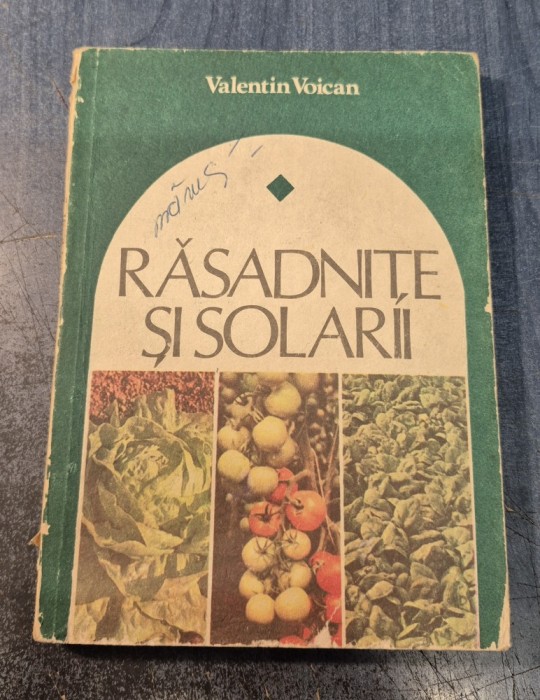 Valentin Voican
RĂSADNIȚE
ȘI SOLARII